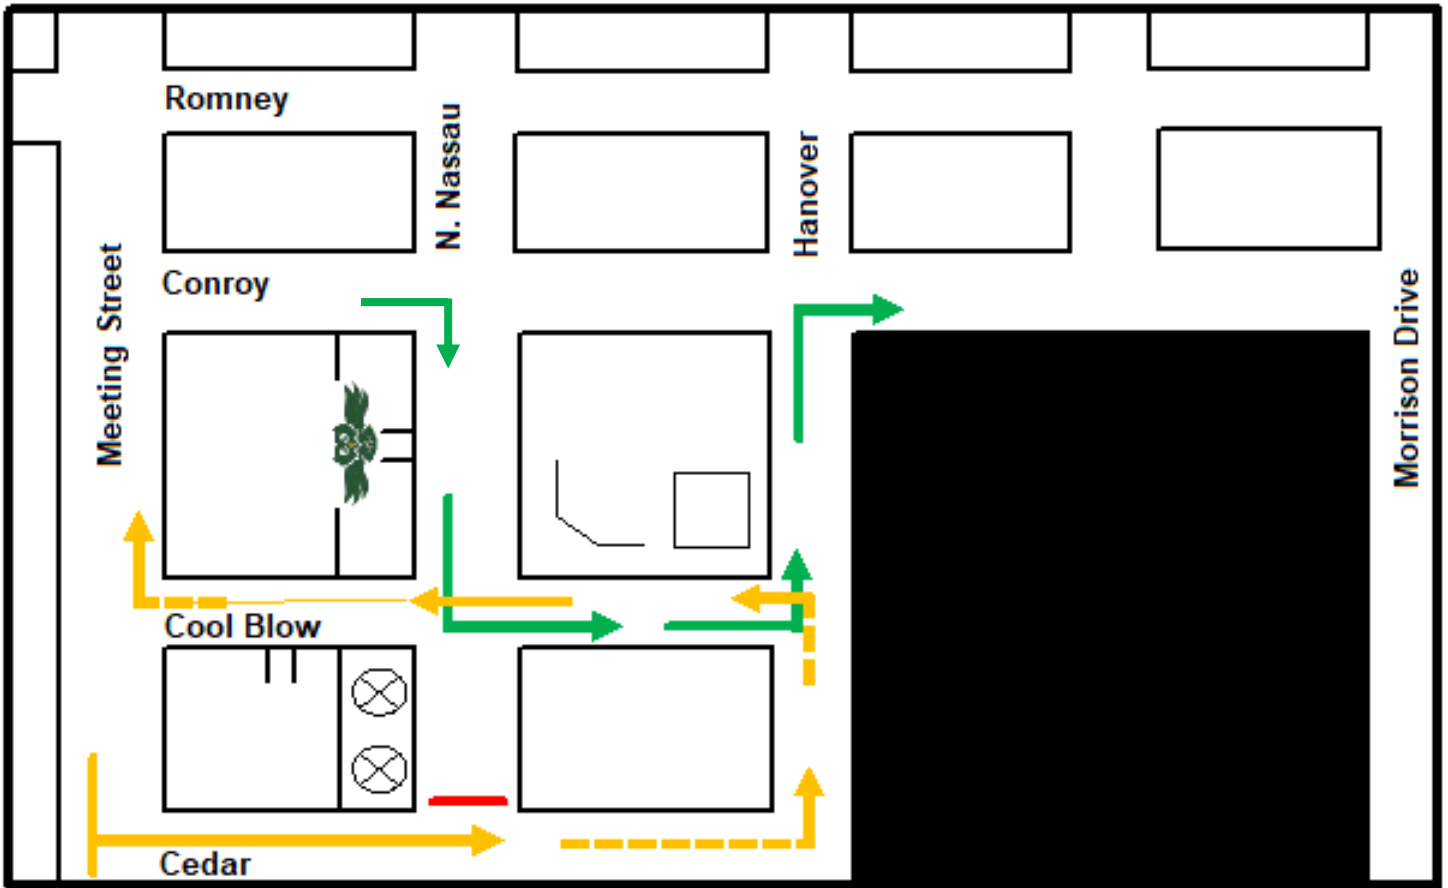 Romney
N. Nassau
Hanover
Meeting Street
Conroy
Morrison Drive
Cool Blow
Cedar